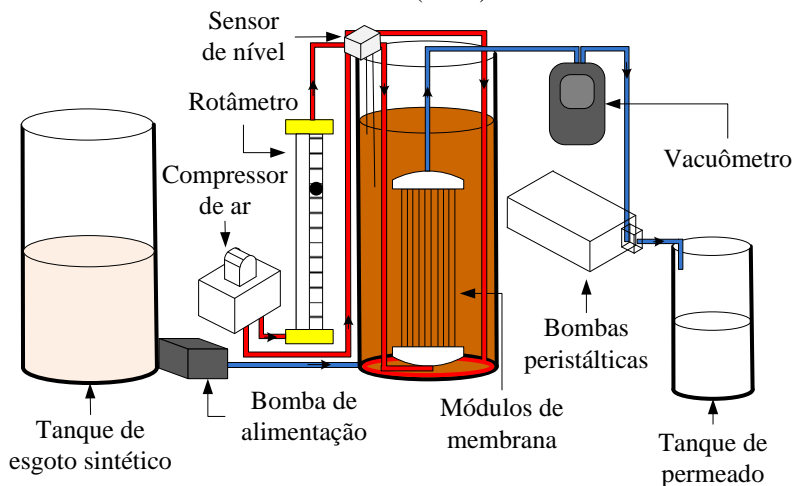 Sensor
de nível
Rotâmetro
Compressor
de ar
Vacuômetro
Bombas
peristálticas
Bomba de
alimentação
Módulos de
membrana
Tanque de
esgoto sintético
Tanque de
permeado